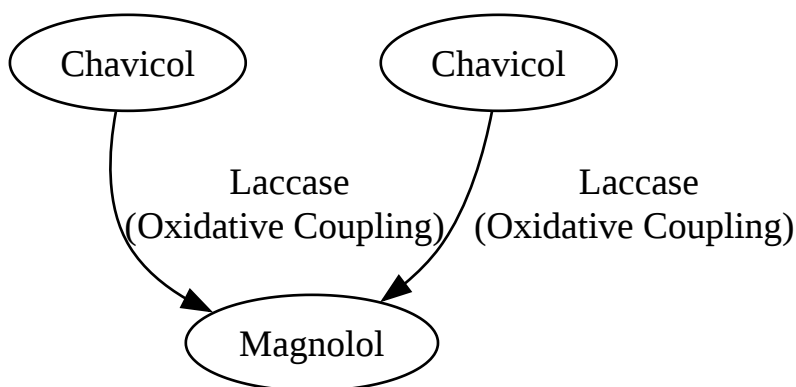 Chavicol
Chavicol
Laccase
(Oxidative Coupling)
Laccase
(Oxidative Coupling)
Magnolol